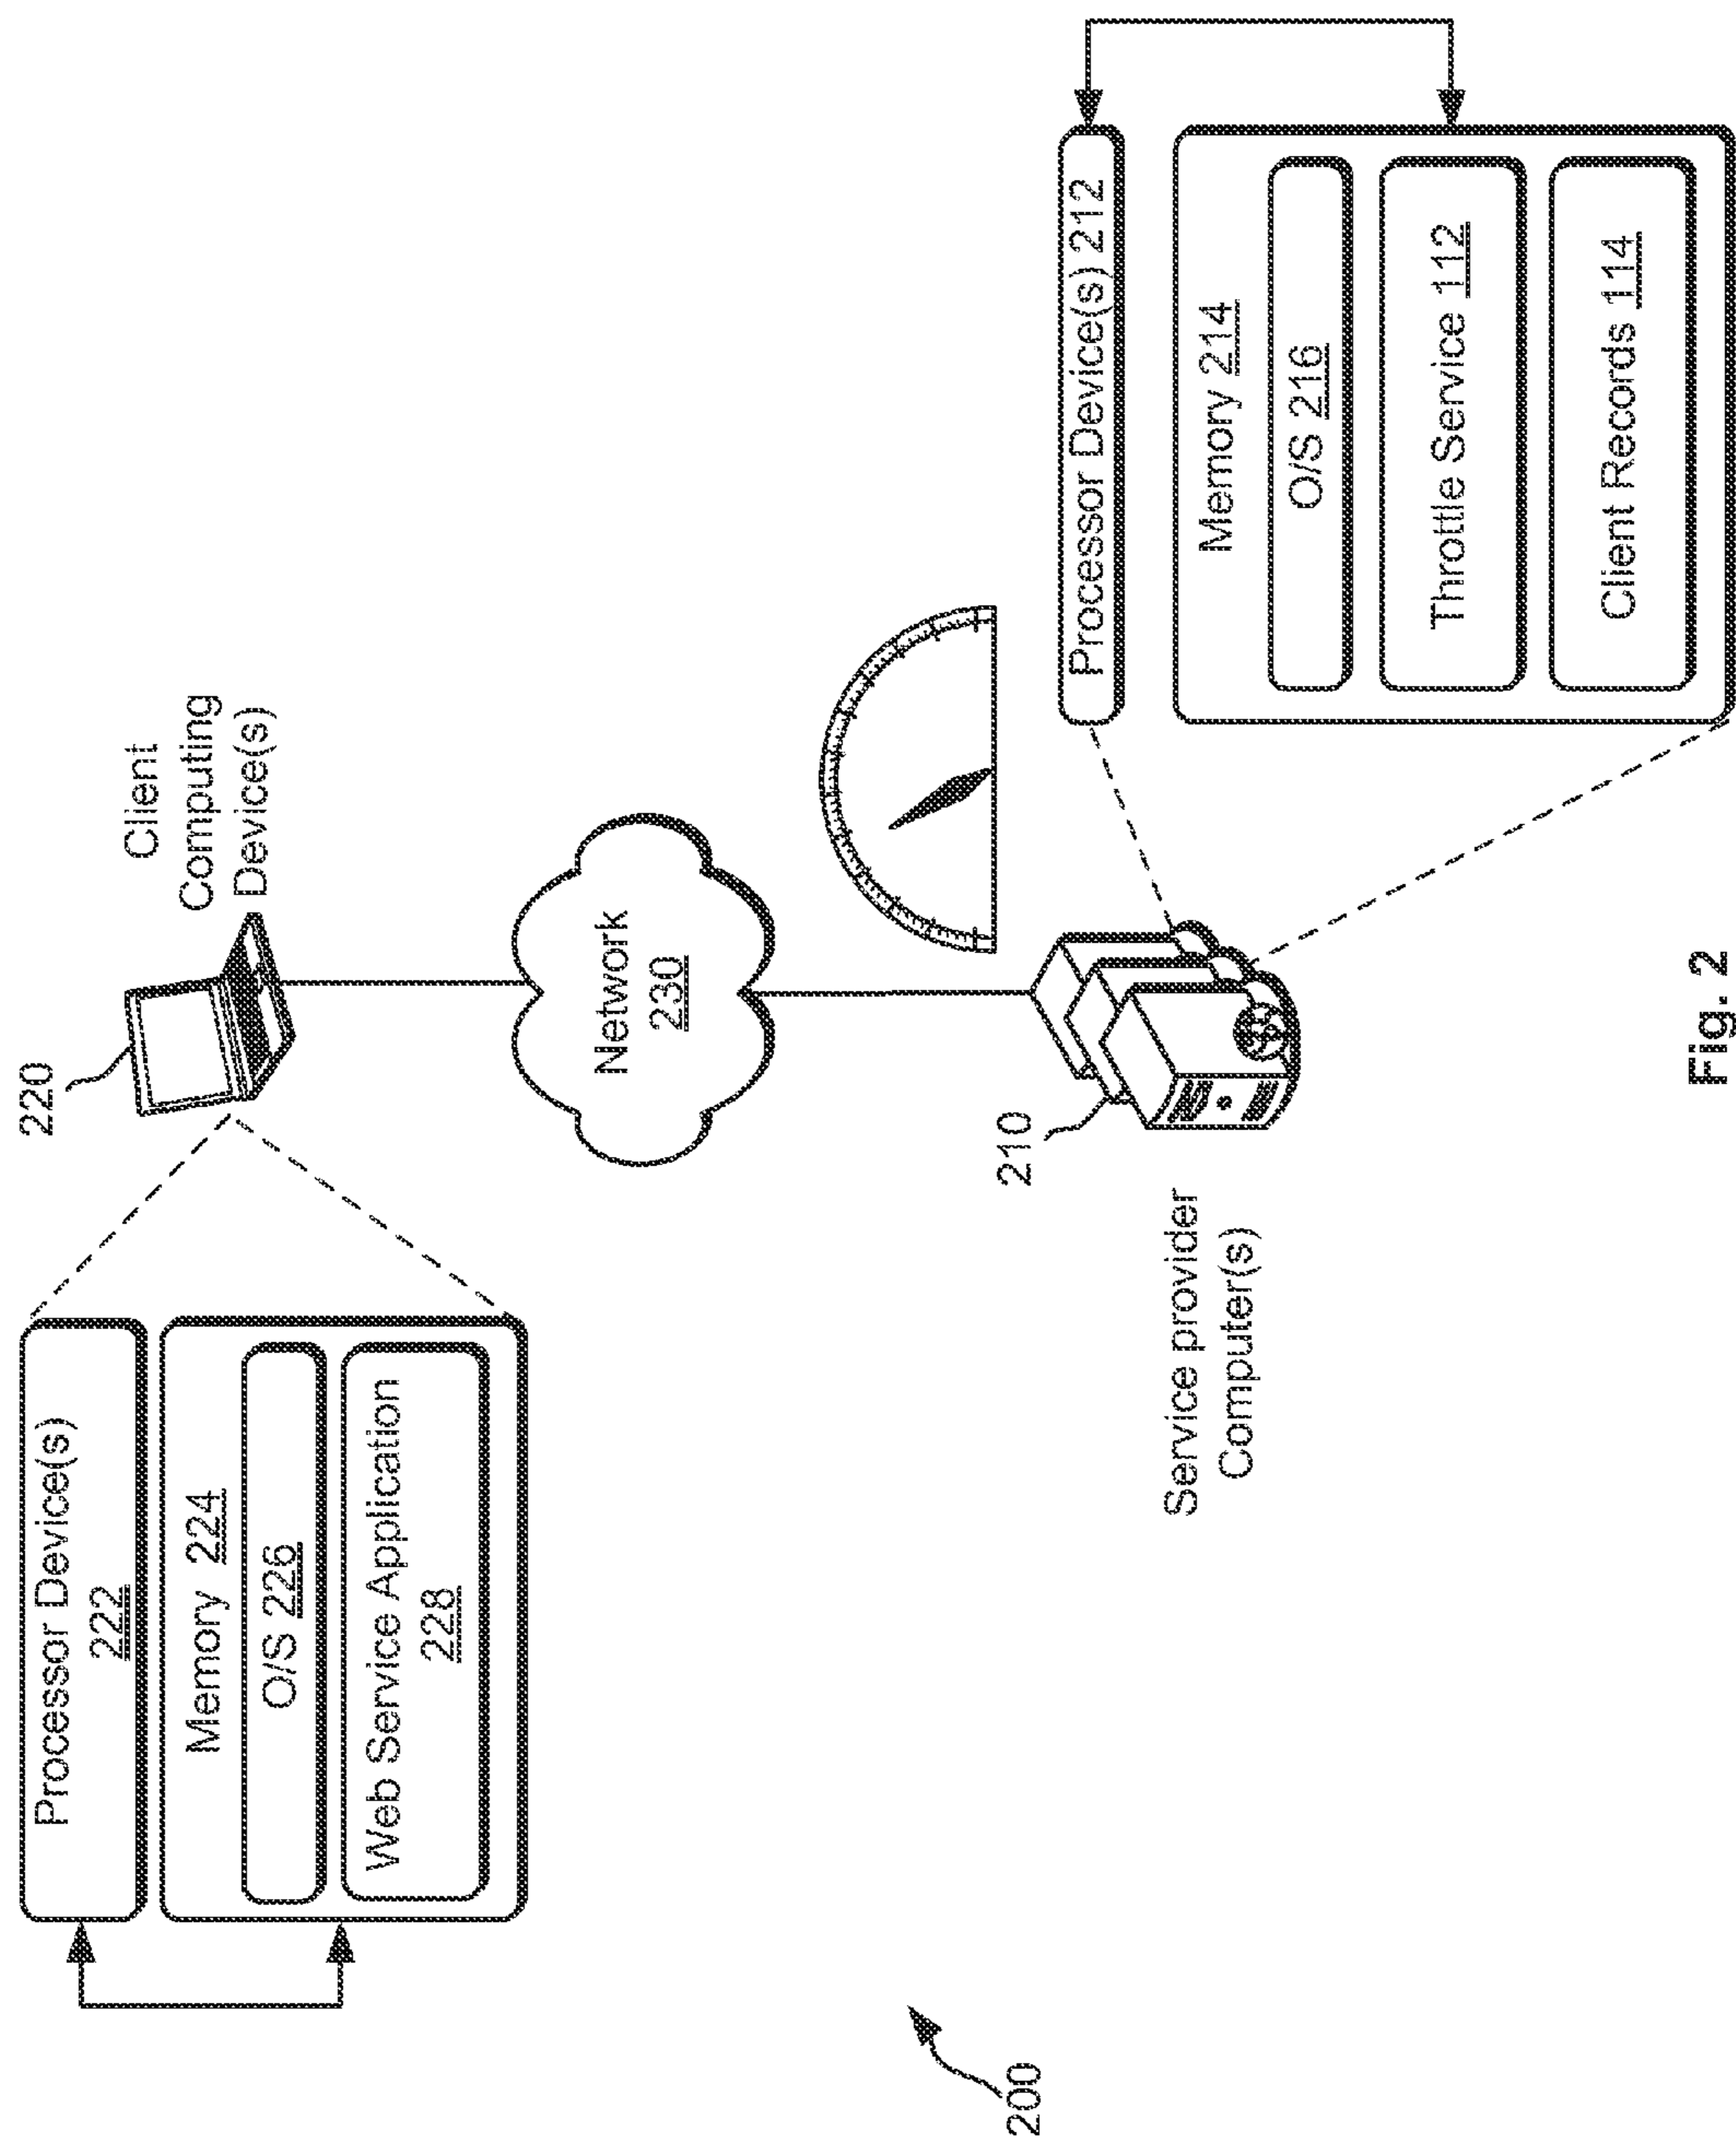 Processor Device(s)
222
Memory 224
O/S 226
Web Service Application
228
220
Client
Computing
Device(s)
Network
230
200
Service provider
Computer(s)
210
Processor Device(s) 212
Memory 214
O/S 216
Throttle Service 112
Client Records 114
Fig. 2